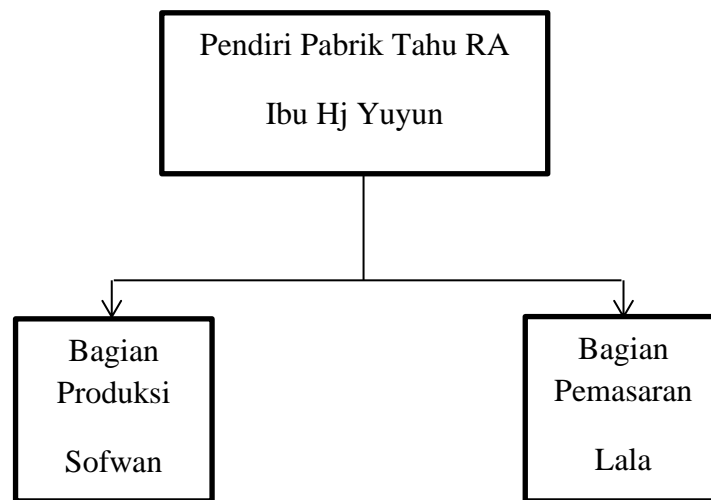 Pendiri Pabrik Tahu RA
Ibu Hj Yuyun
Bagian
Produksi
Sofwan
Bagian
Pemasaran
Lala